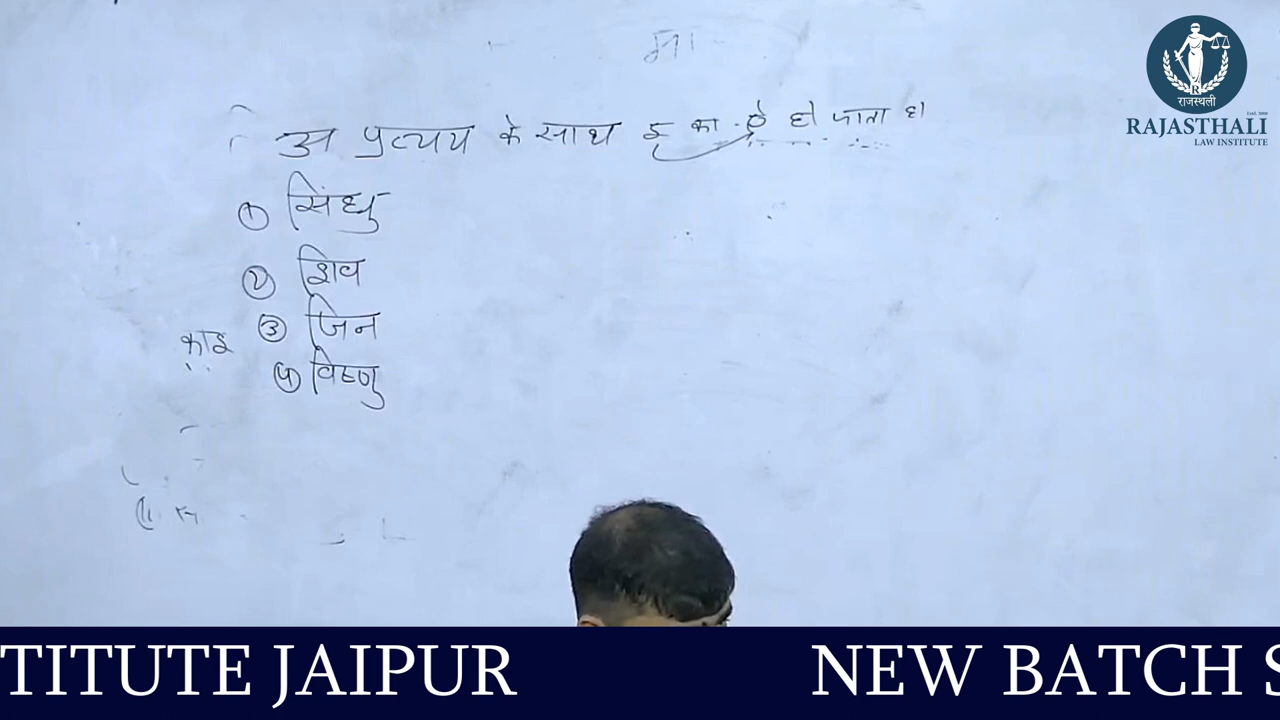 राजस्थली
RAJASTHALI
LAW INSTITUTE
अ प्रत्यय के साथ इ का ऐ हो जाता है।
① सिंधु
② शिव
③ जिन
④ विष्णु
TITUTE JAIPUR NEW BATCH S